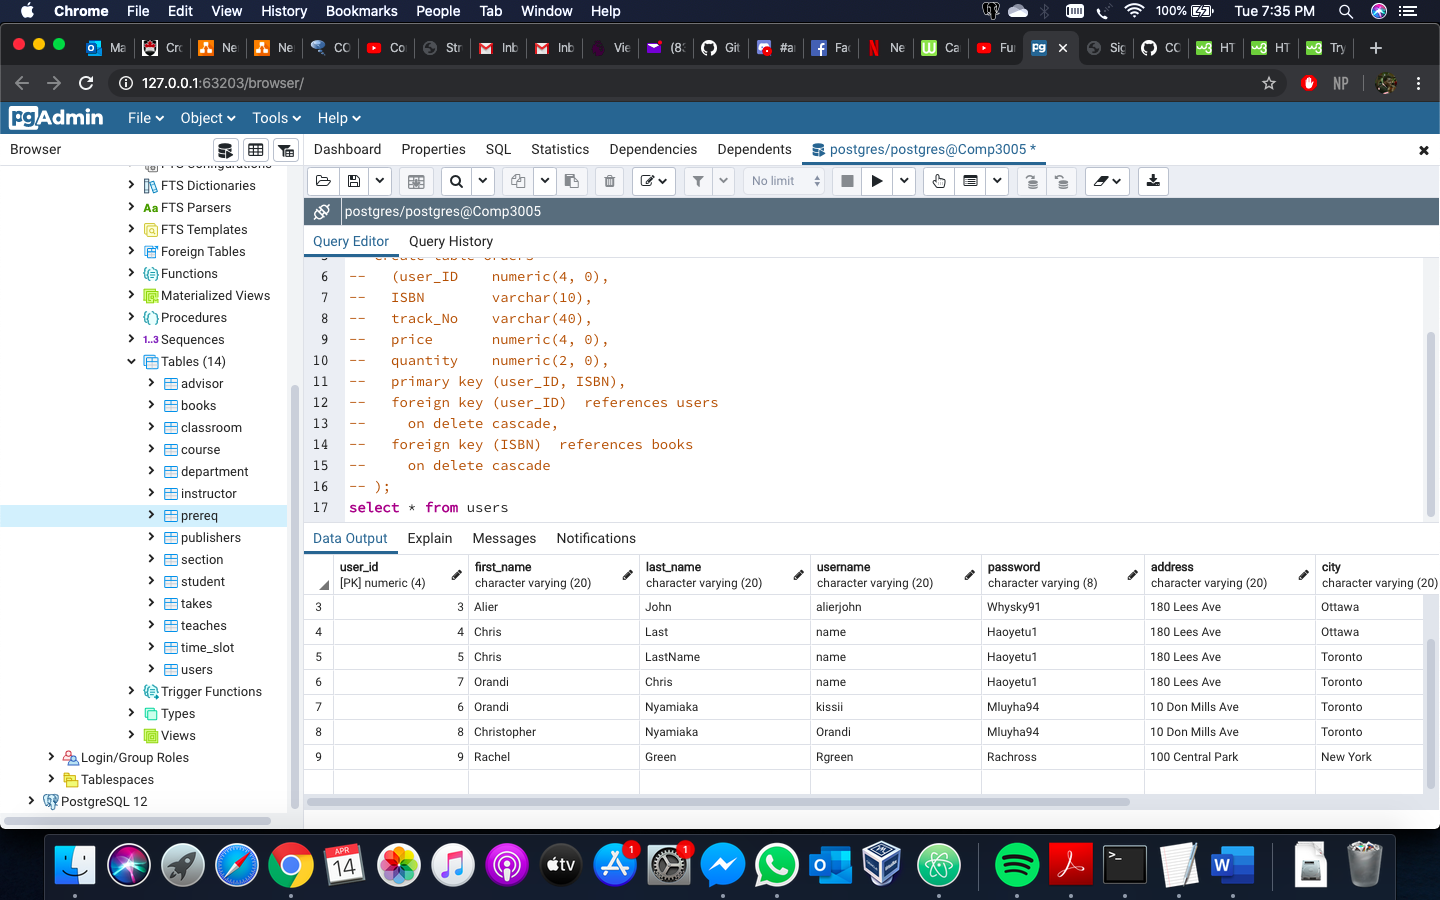 Chrome File Edit View History Bookmarks People Tab Window Help 100% Tue 7:35 PM
Ma Cro Ne Ne CO Co Str Inb Inb Vie (8: Git #ar Fac Ne Ca Fur Pg Sig CC HT HT Try
127.0.0.1:63203/browser/ NP
pgAdmin File Object Tools Help
Browser Dashboard Properties SQL Statistics Dependencies Dependents postgres/postgres@Comp3005 *
No limit
postgres/postgres@Comp3005
Query Editor Query History
FTS Configurations
FTS Dictionaries
Aa FTS Parsers
FTS Templates
Foreign Tables
Functions
Materialized Views
Procedures
1..3 Sequences
Tables (14)
advisor
books
classroom
course
department
instructor
prereq
publishers
section
student
takes
teaches
time_slot
users
Trigger Functions
Types
Views
Login/Group Roles
Tablespaces
PostgreSQL 12
5 -- create table orders
6 -- (user_ID numeric(4, 0),
7 -- ISBN varchar(10),
8 -- track_No varchar(40),
9 -- price numeric(4, 0),
10 -- quantity numeric(2, 0),
11 -- primary key (user_ID, ISBN),
12 -- foreign key (user_ID) references users
13 -- on delete cascade,
14 -- foreign key (ISBN) references books
15 -- on delete cascade
16 -- );
17 select * from users
Data Output Explain Messages Notifications
user_id first_name last_name username password address city
[PK] numeric (4) character varying (20) character varying (20) character varying (20) character varying (8) character varying (20) character varying (20)
3 3 Alier John alierjohn Whysky91 180 Lees Ave Ottawa
4 4 Chris Last name Haoyetu1 180 Lees Ave Ottawa
5 5 Chris LastName name Haoyetu1 180 Lees Ave Toronto
6 7 Orandi Chris name Haoyetu1 180 Lees Ave Toronto
7 6 Orandi Nyamiaka kissii Mluyha94 10 Don Mills Ave Toronto
8 8 Christopher Nyamiaka Orandi Mluyha94 10 Don Mills Ave Toronto
9 9 Rachel Green Rgreen Rachross 100 Central Park New York
APR 14 tv 1 1 W